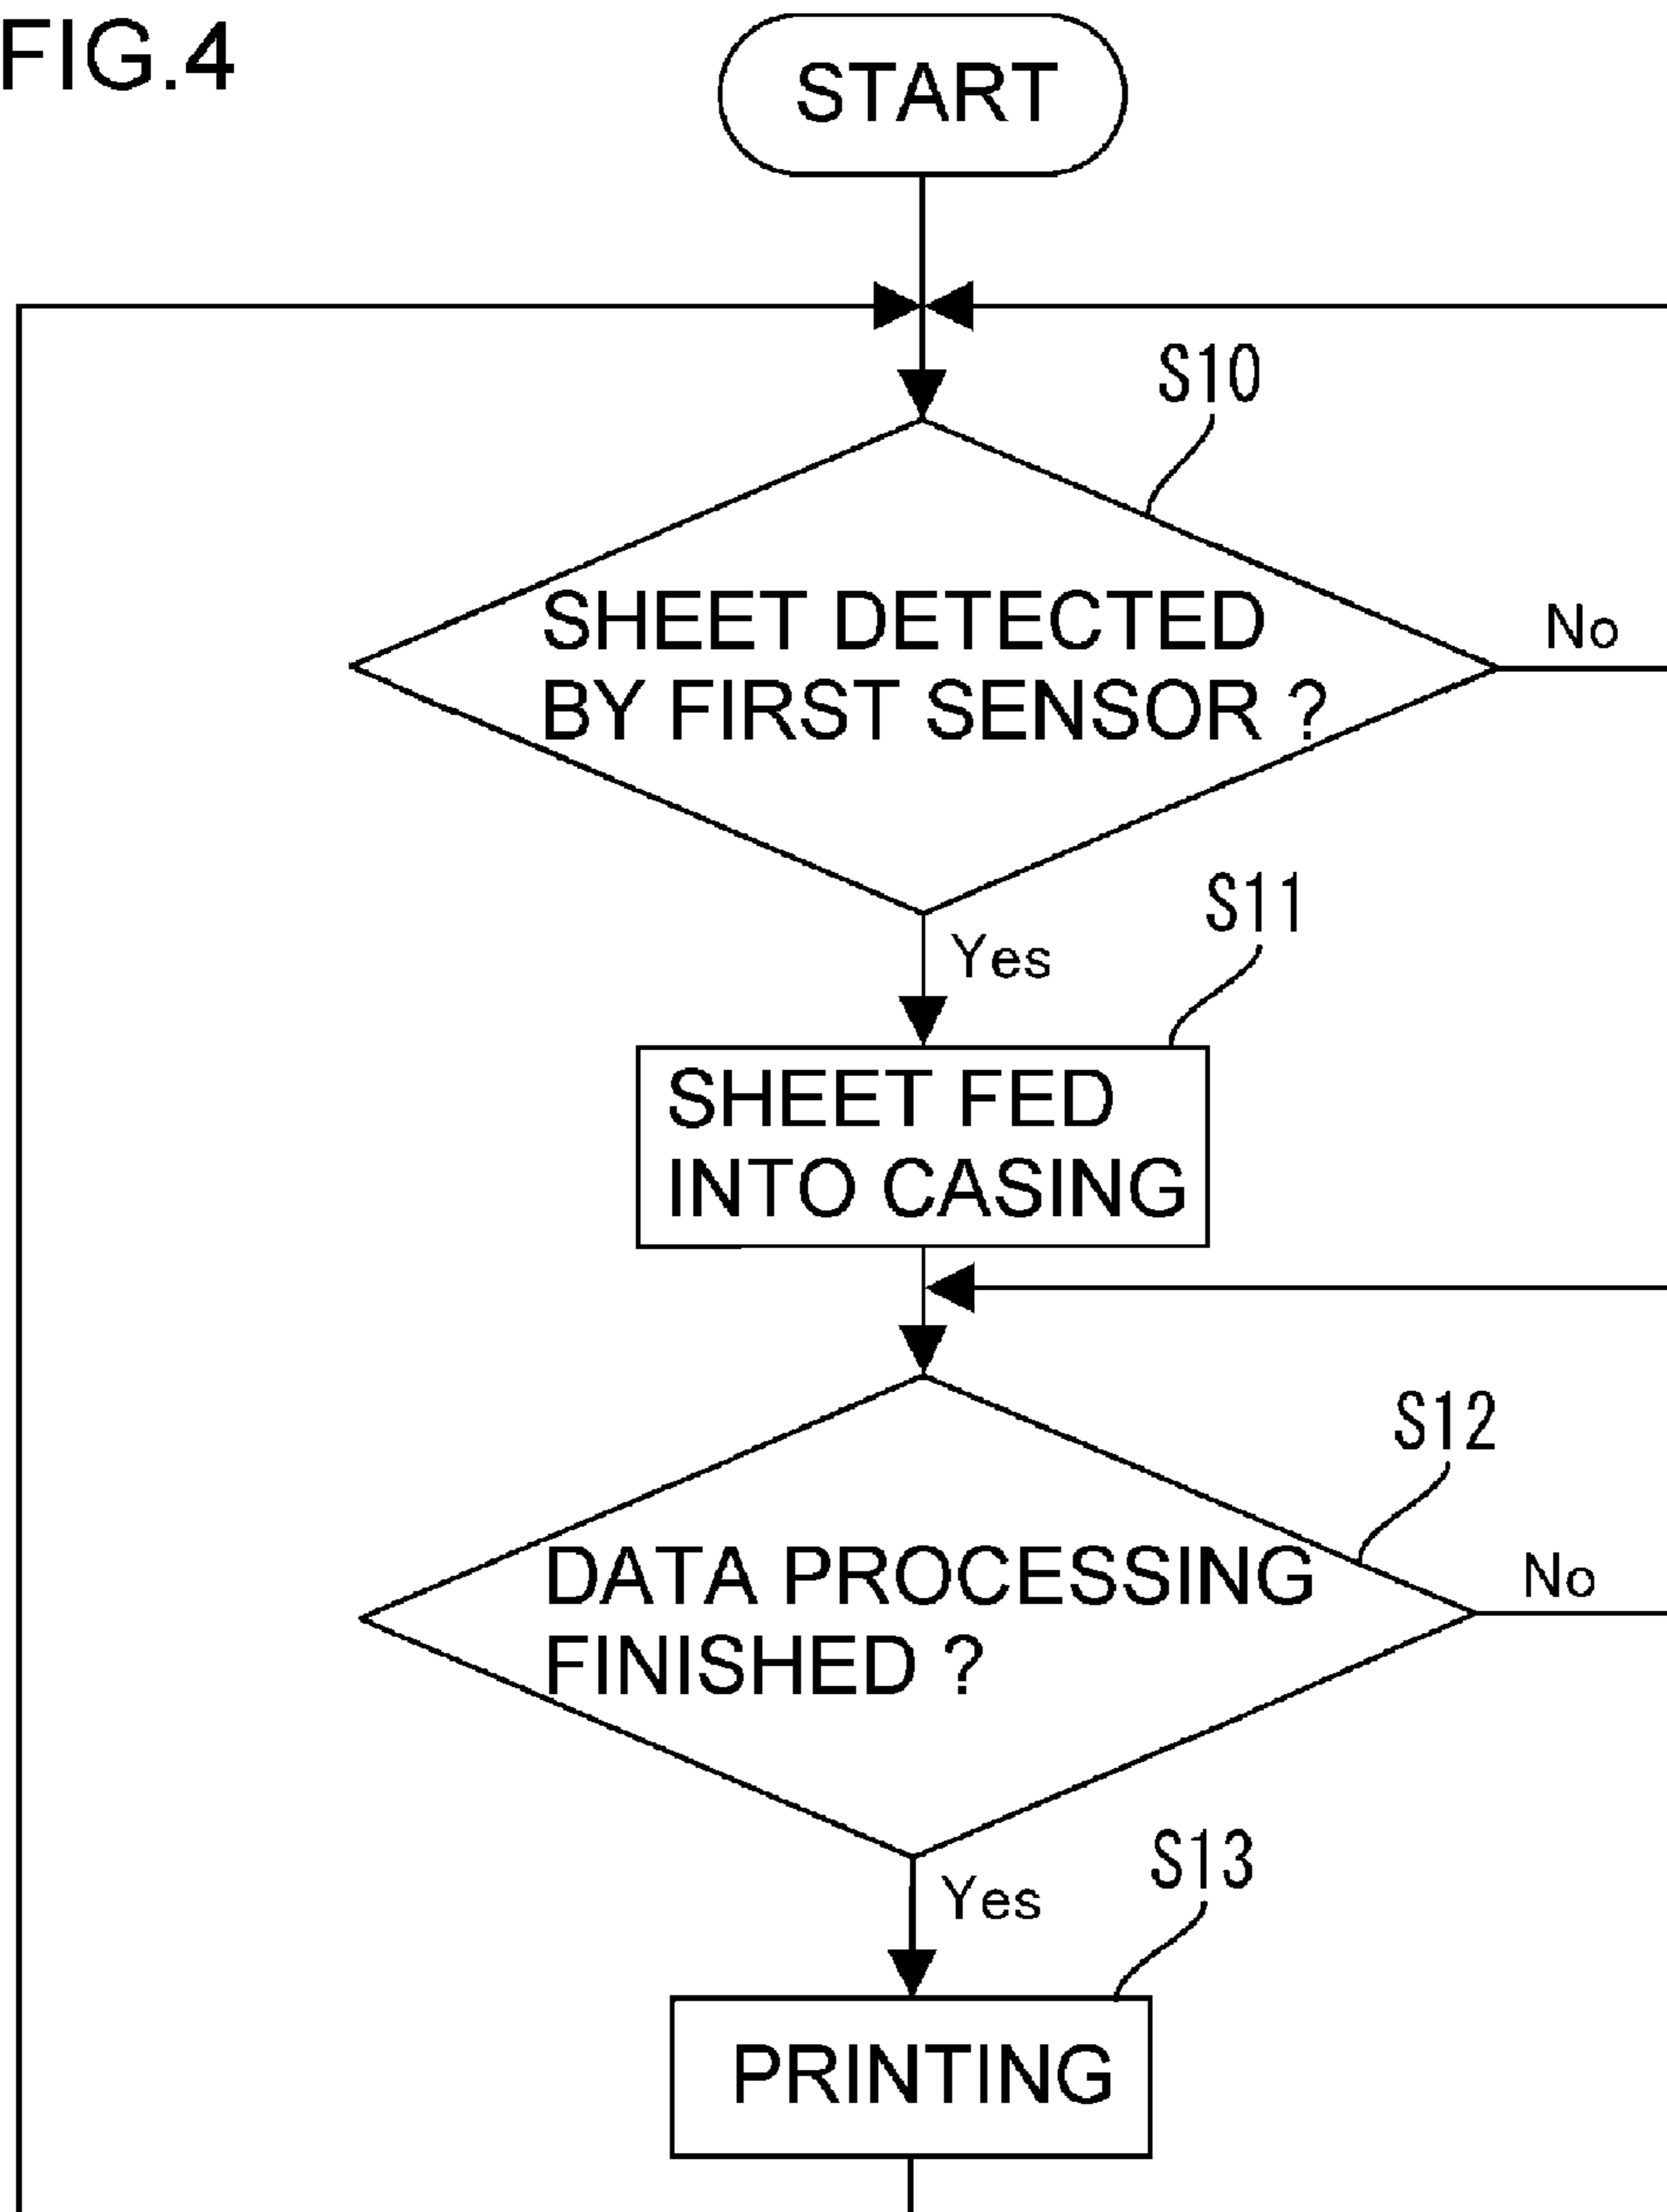 FIG.4
START
S10
SHEET DETECTED
BY FIRST SENSOR ?
No
Yes
S11
SHEET FED
INTO CASING
S12
DATA PROCESSING
FINISHED ?
No
Yes
S13
PRINTING